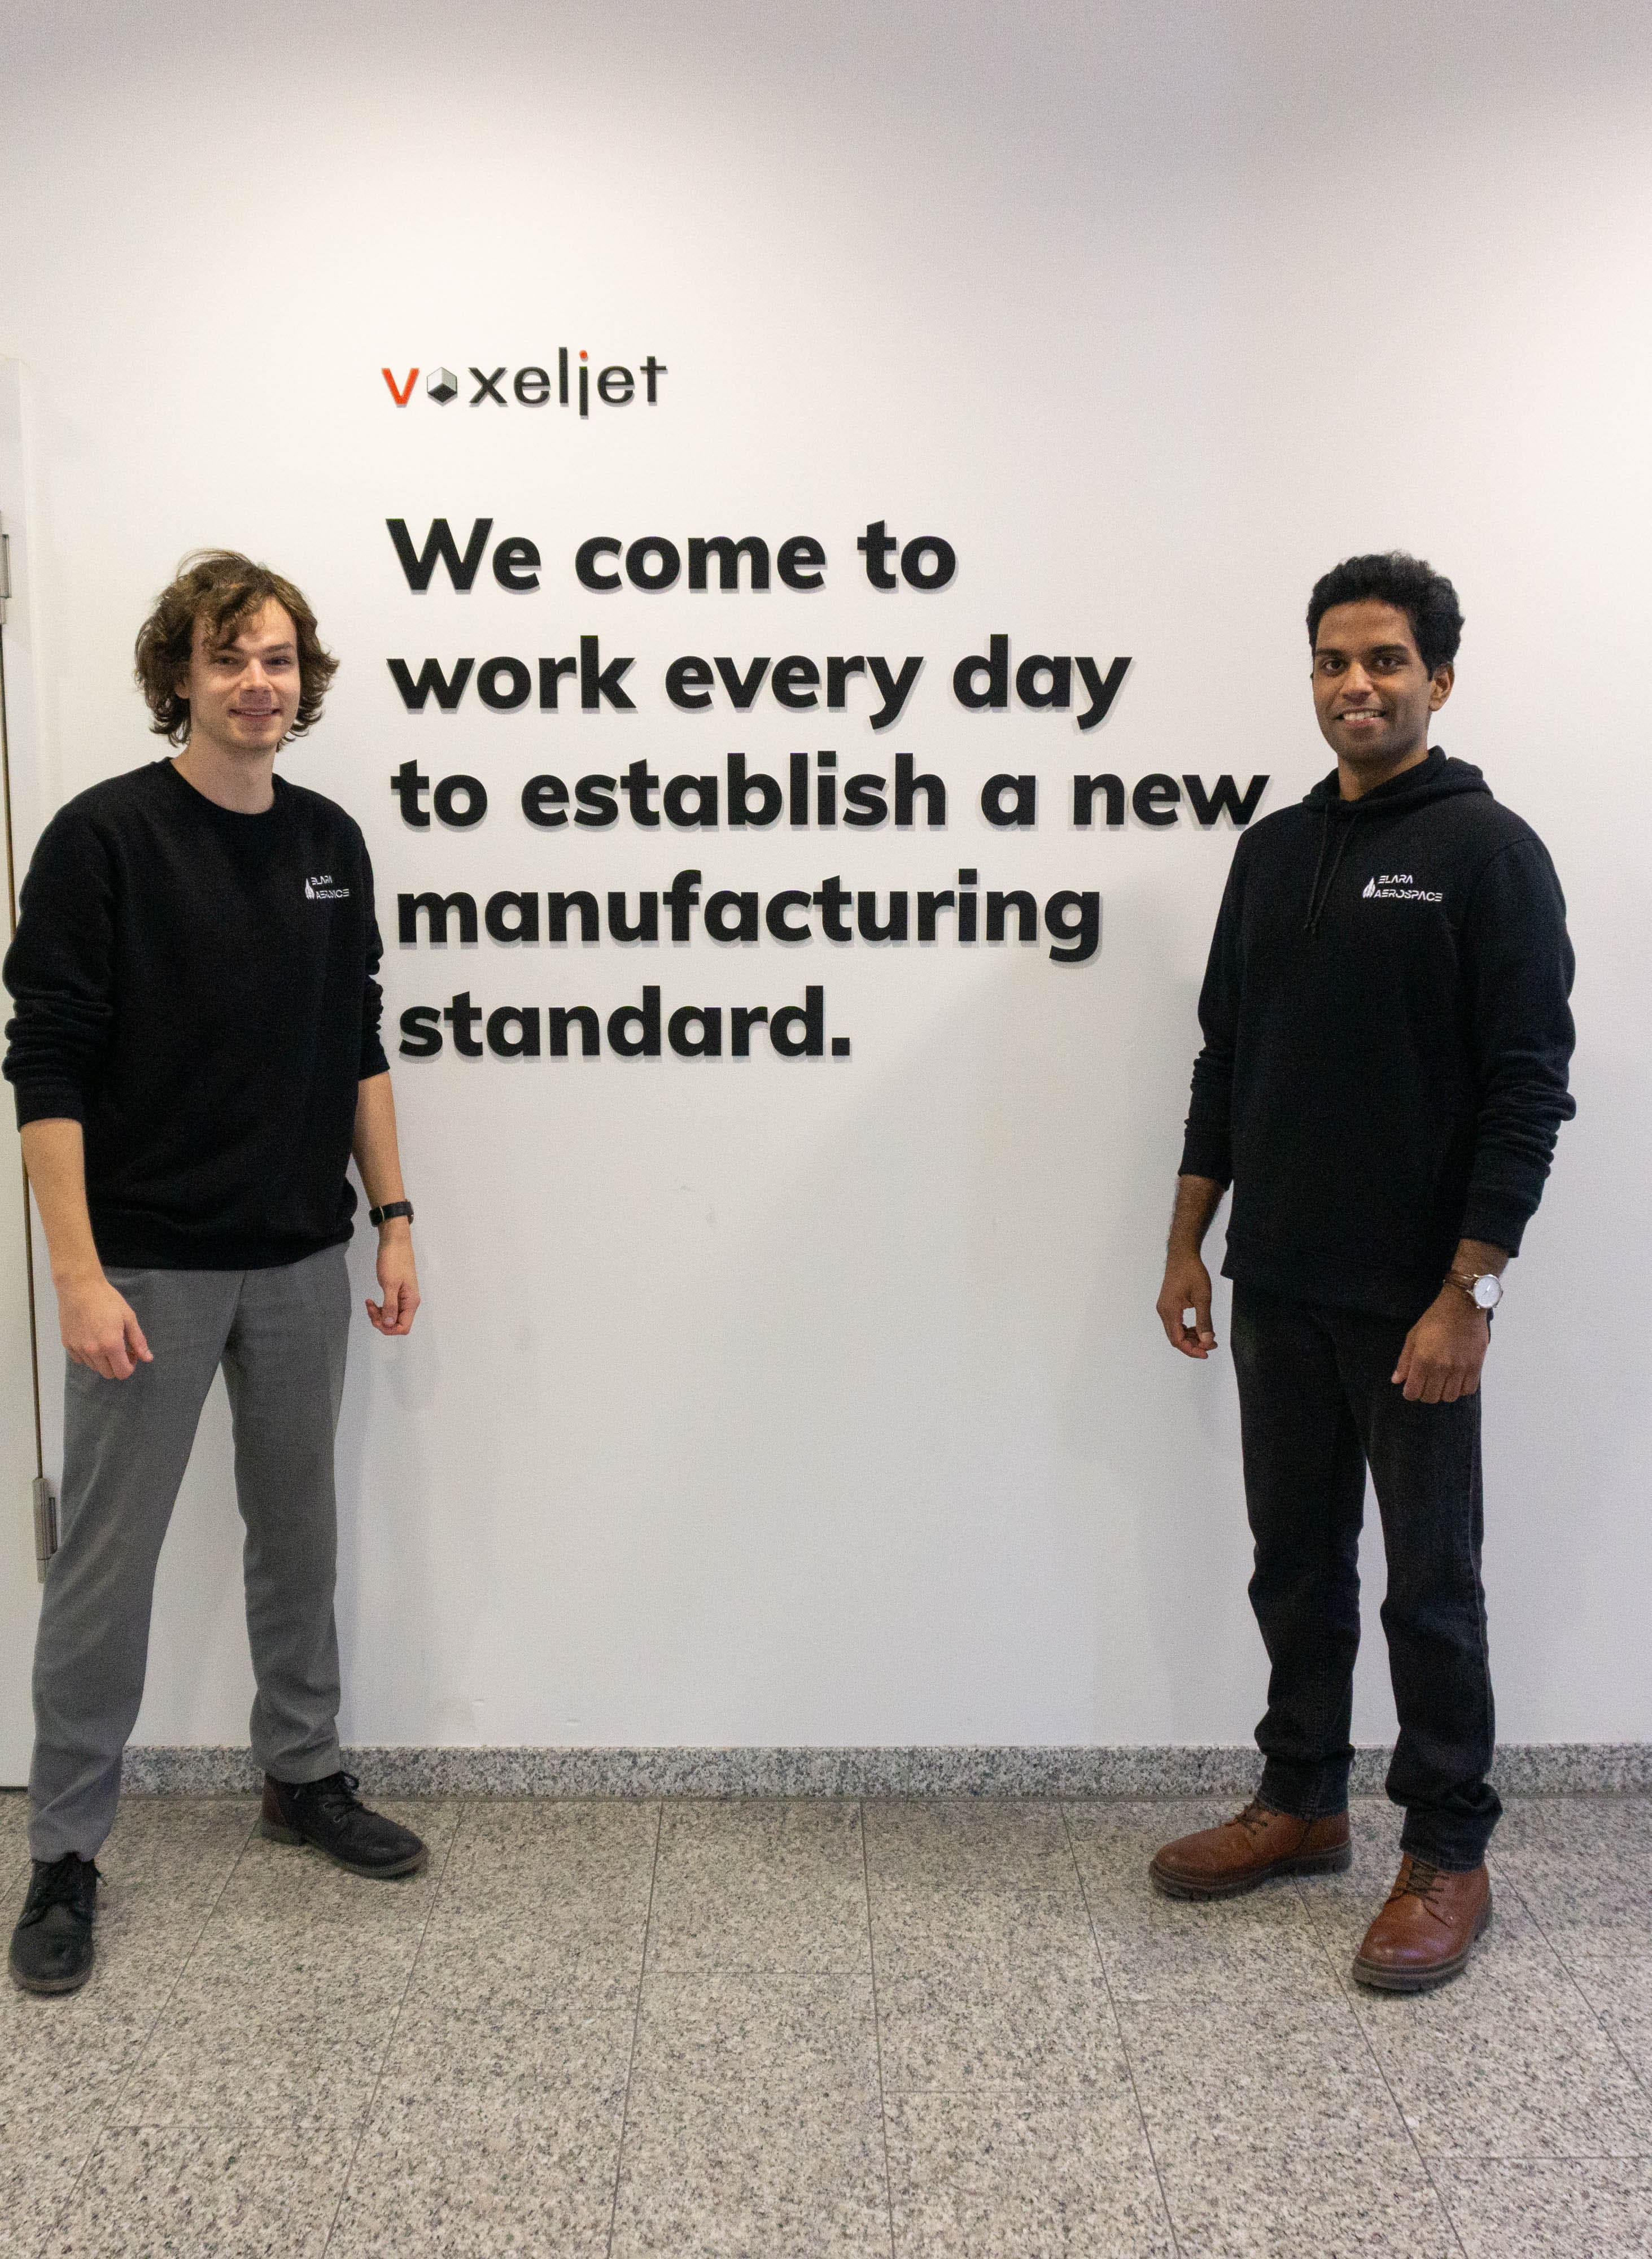 voxeljet
We come to
work every day
to establish a new
manufacturing
standard.
ELARA
AEROSPACE
ELARA
AEROSPACE